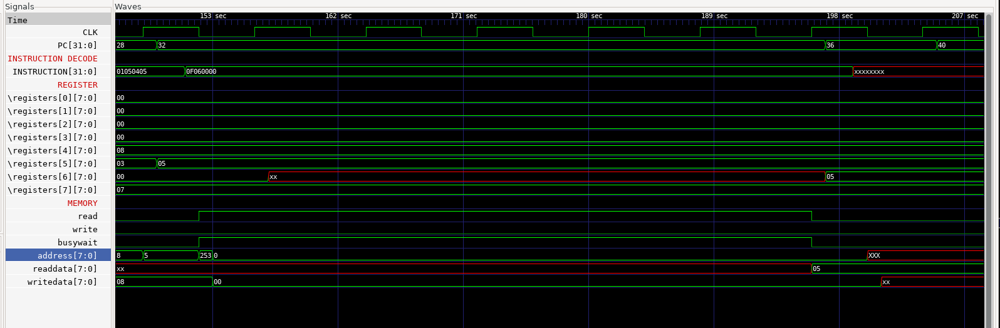 Signals Waves
Time 153 sec 162 sec 171 sec 180 sec 189 sec 198 sec 207 sec
CLK
PC[31:0] 28 32 36 40
INSTRUCTION DECODE
INSTRUCTION[31:0] 01050405 0F060000 xxxxxxxx
REGISTER
\registers[0][7:0] 00
\registers[1][7:0] 00
\registers[2][7:0] 00
\registers[3][7:0] 00
\registers[4][7:0] 08
\registers[5][7:0] 03 05
\registers[6][7:0] 00 xx 05
\registers[7][7:0] 07
MEMORY
read
write
busywait
address[7:0] 8 5 253 0 XXX
readdata[7:0] xx 05
writedata[7:0] 08 00 xx